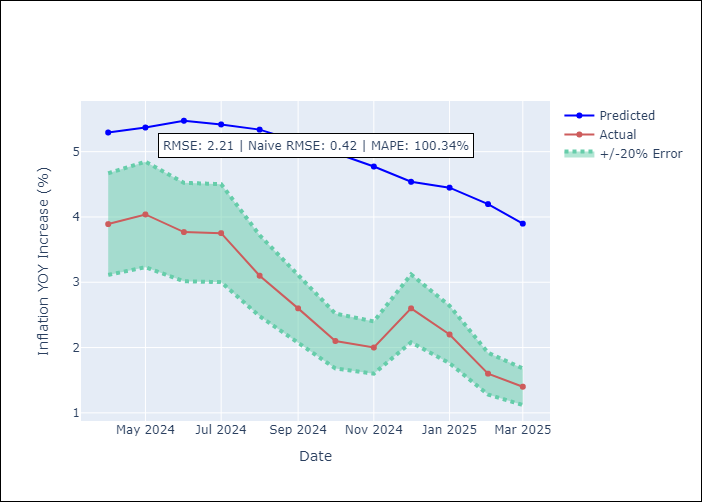 Predicted
Actual
+/-20% Error
RMSE: 2.21 | Naive RMSE: 0.42 | MAPE: 100.34%
Inflation YOY Increase (%)
5
4
3
2
1
May 2024
Jul 2024
Sep 2024
Nov 2024
Jan 2025
Mar 2025
Date